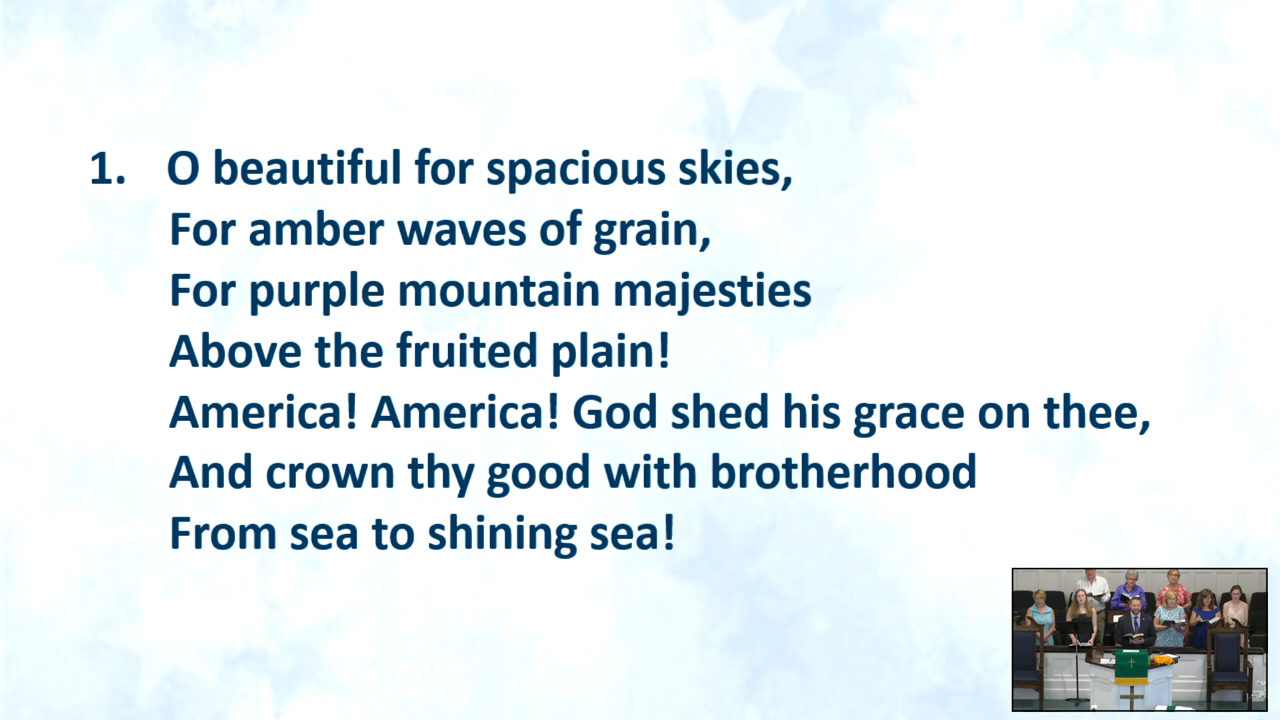 1. O beautiful for spacious skies,
For amber waves of grain,
For purple mountain majesties
Above the fruited plain!
America! America! God shed his grace on thee,
And crown thy good with brotherhood
From sea to shining sea!